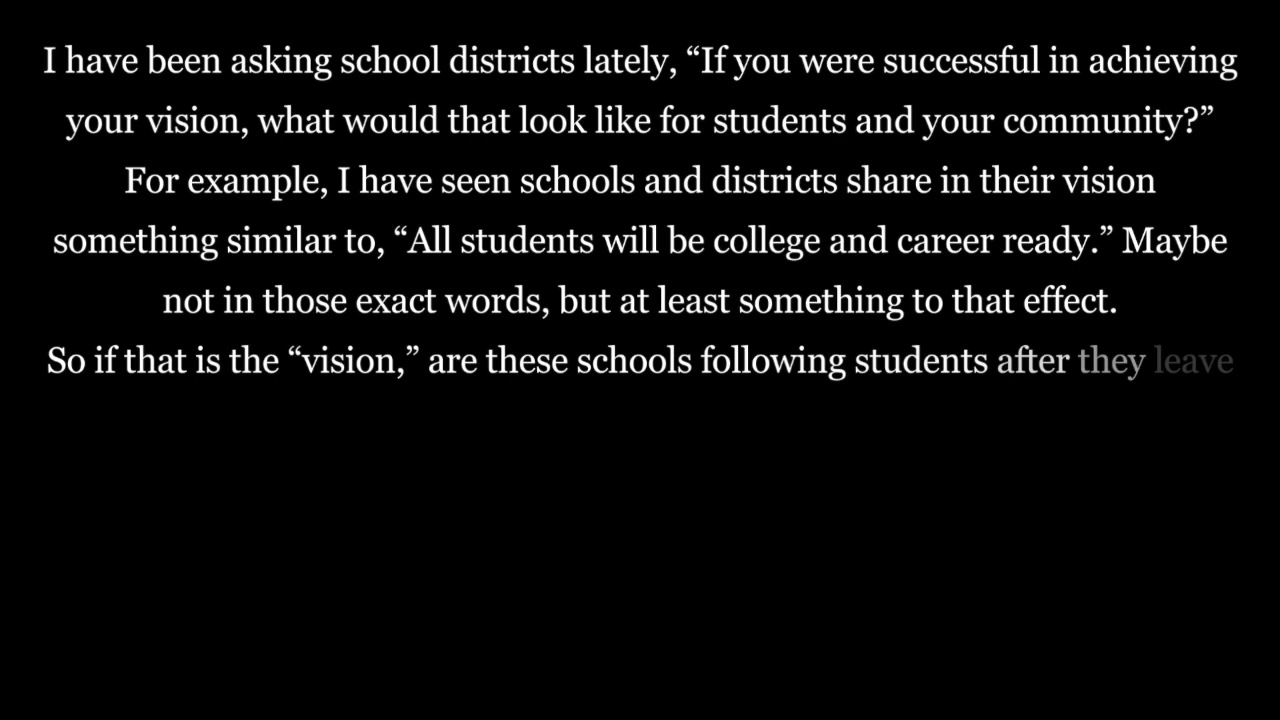 I have been asking school districts lately, “If you were successful in achieving
your vision, what would that look like for students and your community?”
For example, I have seen schools and districts share in their vision
something similar to, “All students will be college and career ready.” Maybe
not in those exact words, but at least something to that effect.
So if that is the “vision,” are these schools following students after they leave